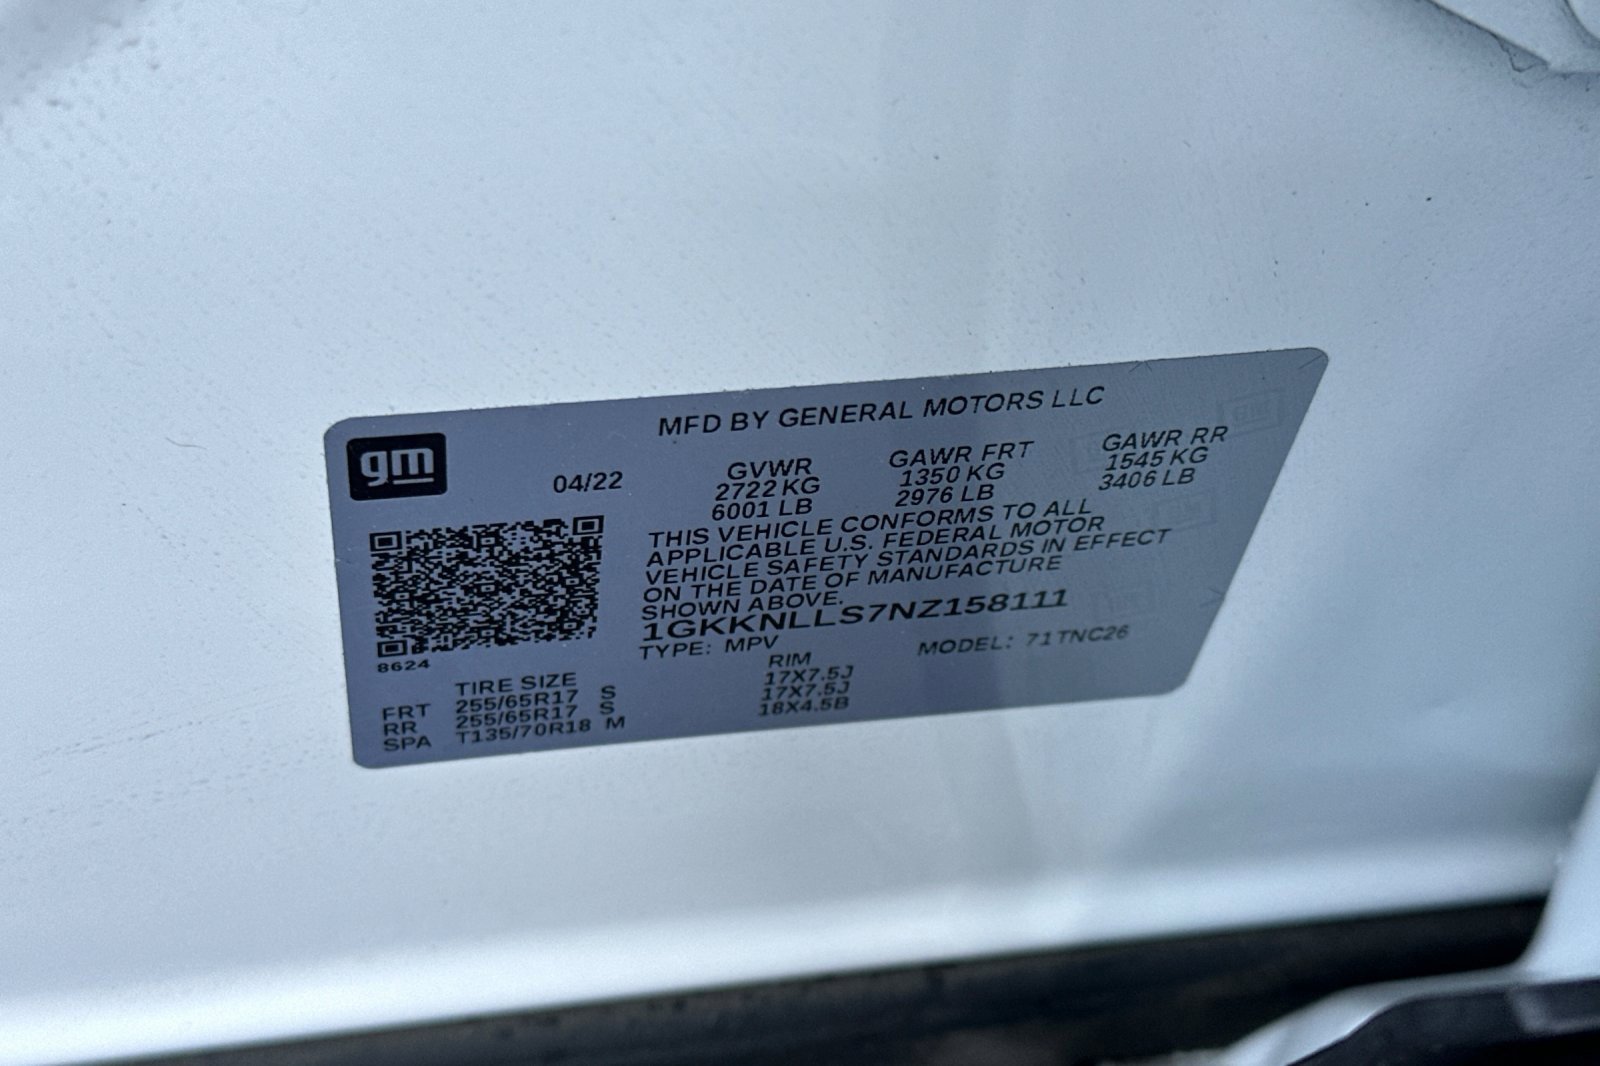 MFD BY GENERAL MOTORS LLC
gm
04/22
GVWR GAWR FRT GAWR RR
2722 KG 1350 KG 1545 KG
6001 LB 2976 LB 3406 LB
THIS VEHICLE CONFORMS TO ALL
APPLICABLE U.S. FEDERAL MOTOR
VEHICLE SAFETY STANDARDS IN EFFECT
ON THE DATE OF MANUFACTURE
SHOWN ABOVE.
1GKKNLLS7NZ158111
TYPE: MPV MODEL: 71TNC26
8624
TIRE SIZE RIM
FRT 255/65R17 S 17X7.5J
RR 255/65R17 S 17X7.5J
SPA T135/70R18 M 18X4.5B